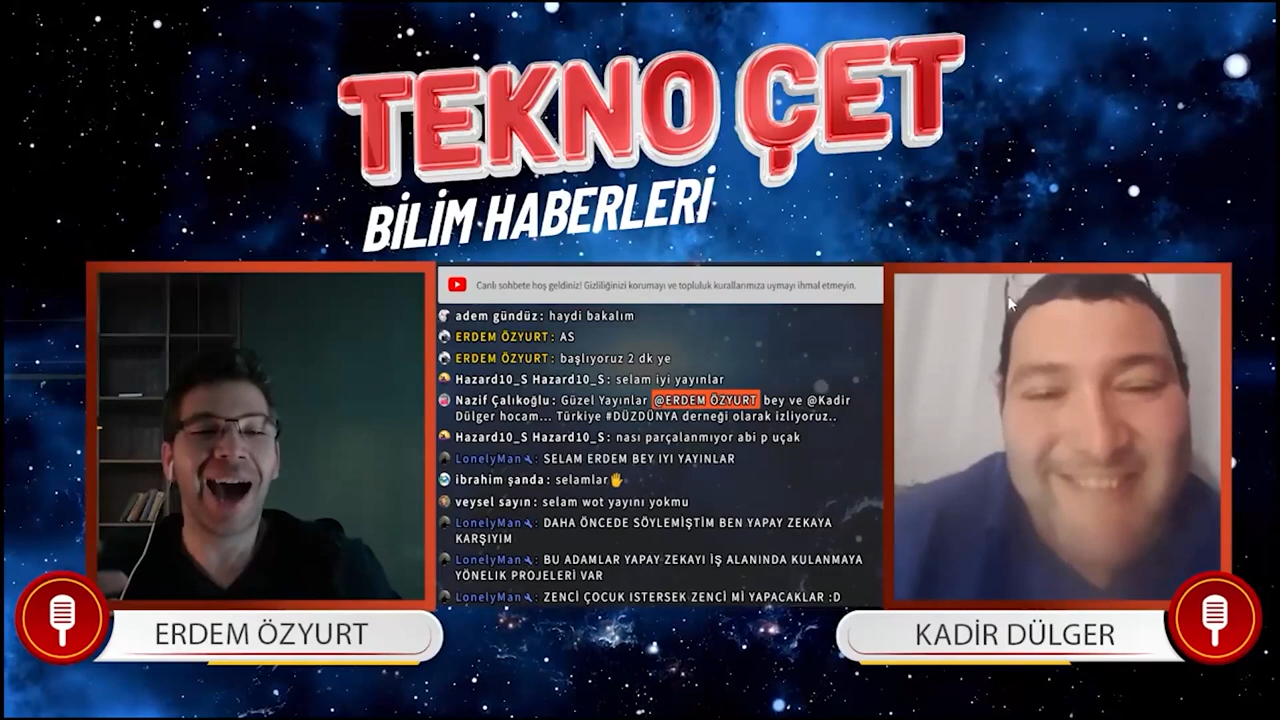 TEKNO ÇET
BİLİM HABERLERİ
Canlı sohbete hoş geldiniz! Gizliliğinizi korumayı ve topluluk kurallarımıza uymayı ihmal etmeyin.
adem gündüz: haydi bakalım
ERDEM ÖZYURT: AS
ERDEM ÖZYURT: başlıyoruz 2 dk ye
Hazard10_S Hazard10_S: selam iyi yayınlar
Nazif Çalıkoğlu: Güzel Yayınlar @ERDEM ÖZYURT bey ve @Kadir
Dülger hocam... Türkiye #DÜZDÜNYA derneği olarak izliyoruz..
Hazard10_S Hazard10_S: nası parçalanmıyor abi p uçak
LonelyMan: SELAM ERDEM BEY IYI YAYINLAR
ibrahim şanda: selamlar🖐
veysel sayın: selam wot yayını yokmu
LonelyMan: DAHA ÖNCEDE SÖYLEMİŞTİM BEN YAPAY ZEKAYA
KARŞIYIM
LonelyMan: BU ADAMLAR YAPAY ZEKAYI İŞ ALANINDA KULANMAYA
YÖNELIK PROJELERİ VAR
LonelyMan: ZENCİ ÇOCUK ISTERSEK ZENCİ Mİ YAPACAKLAR :D
ERDEM ÖZYURT
KADİR DÜLGER